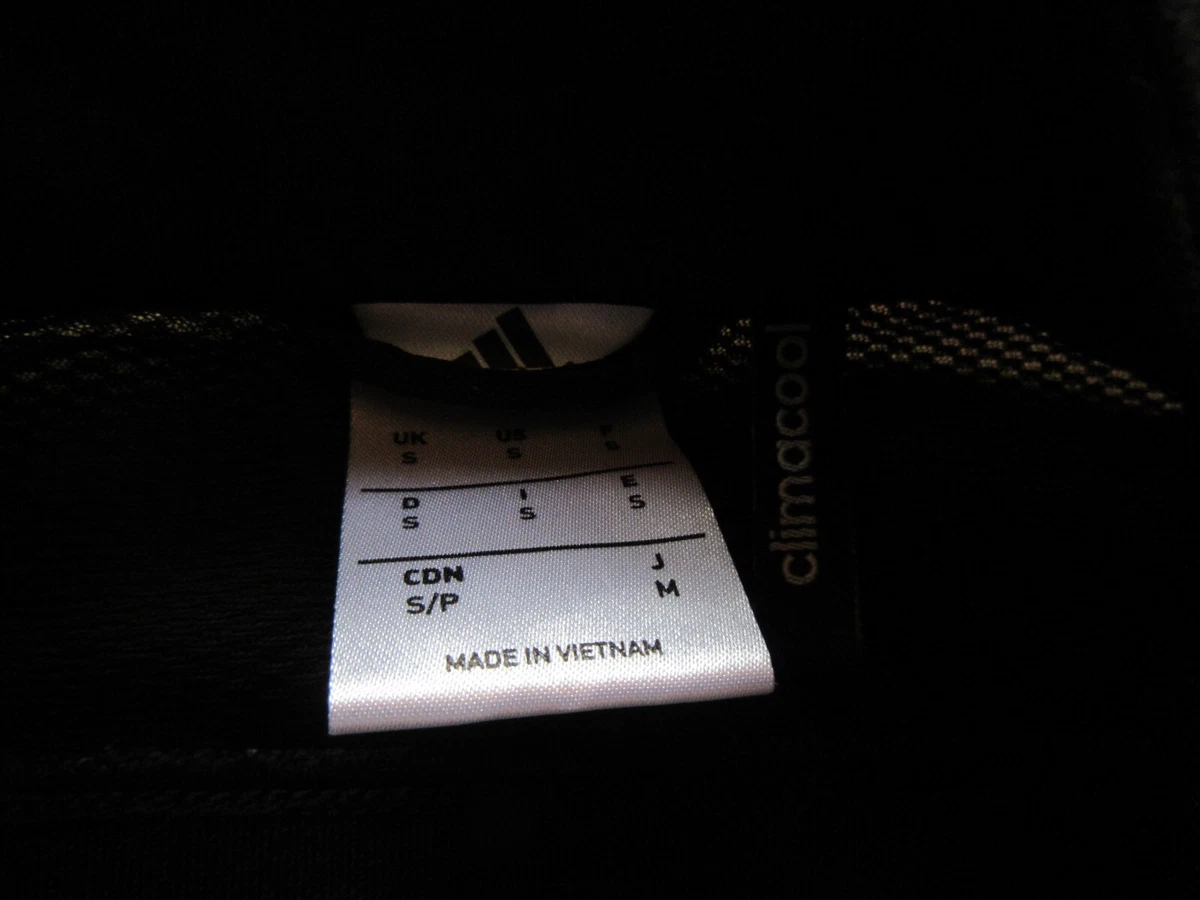 UK US F
S S S
D I E
S S S
CDN J
S/P M
MADE IN VIETNAM
climacool